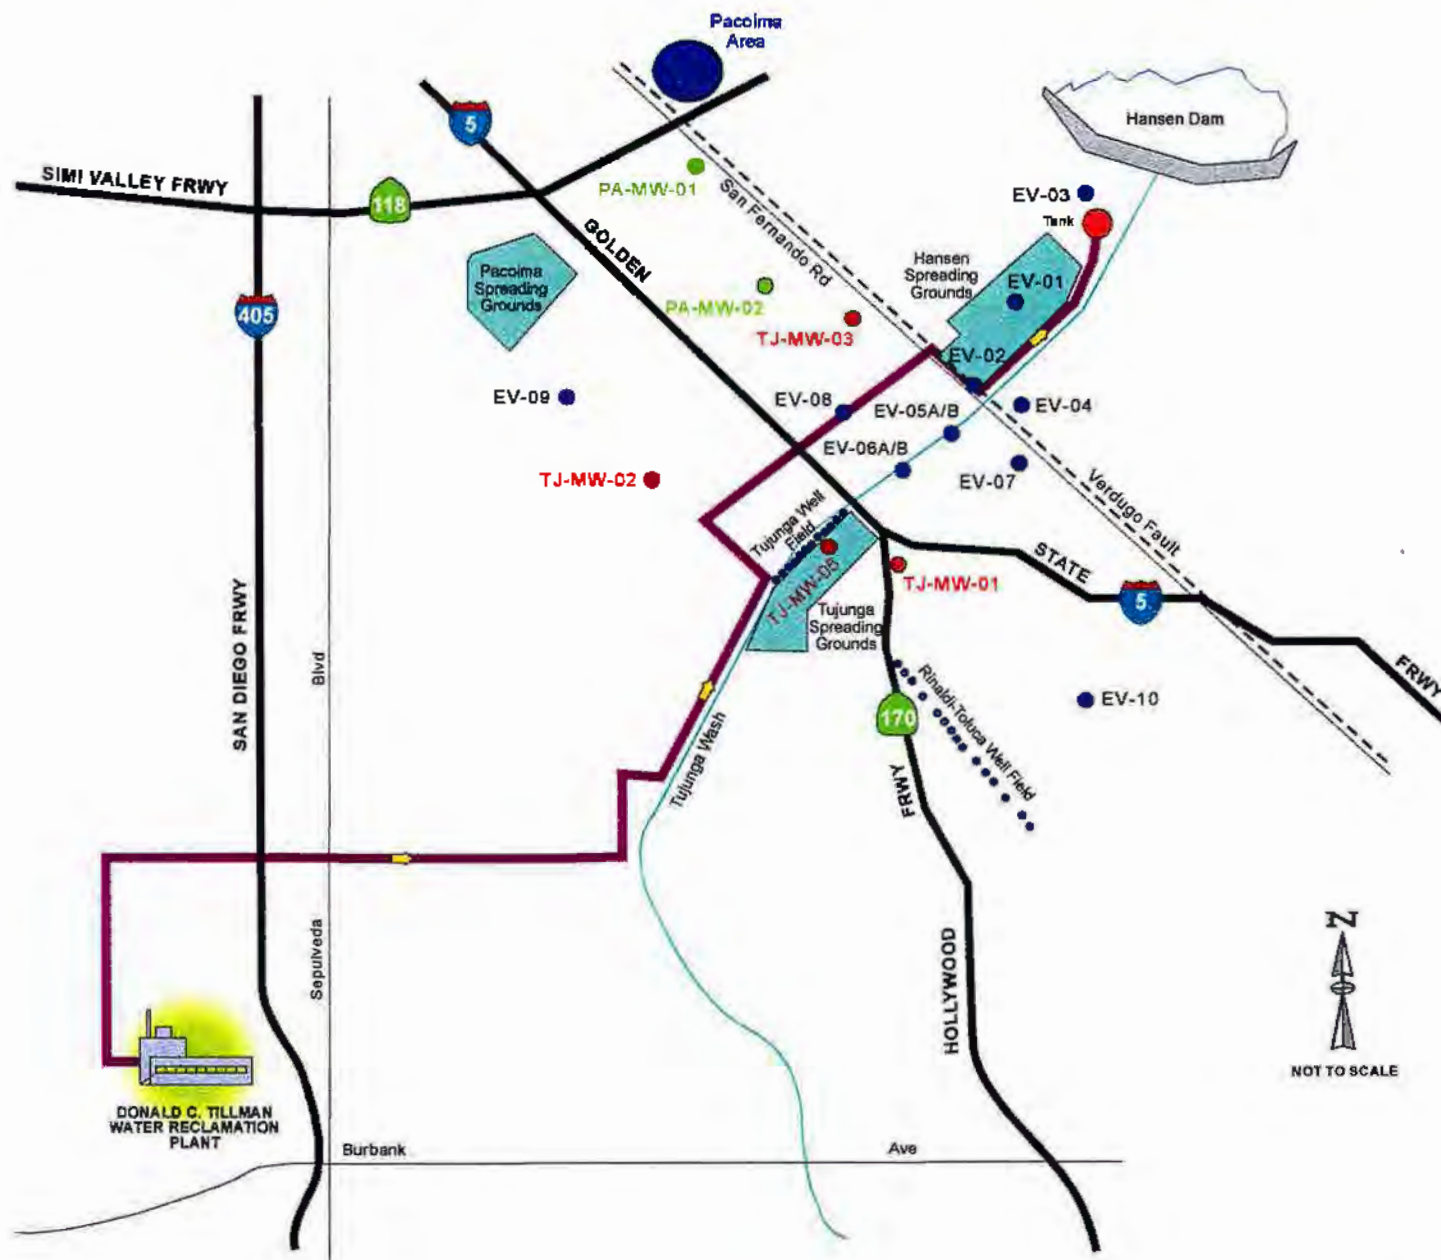 Pacoima
Area
5
Hansen Dam
SIMI VALLEY FRWY
118
PA-MW-01
San Fernando Rd
EV-03
Tank
GOLDEN
Hansen
Spreading
Grounds
Pacoima
Spreading
Grounds
EV-01
405
PA-MW-02
TJ-MW-03
EV-02
EV-09
EV-08
EV-05A/B
EV-04
EV-06A/B
TJ-MW-02
EV-07
Verdugo Fault
Tujunga Well
Field
TJ-MW-05
TJ-MW-01
STATE
5
Tujunga
Spreading
Grounds
FRWY
SAN DIEGO FRWY
Blvd
Rinaldi-Toluca Well Field
EV-10
170
Tujunga Wash
FRWY
Sepulveda
HOLLYWOOD
N
NOT TO SCALE
DONALD C. TILLMAN
WATER RECLAMATION
PLANT
Burbank
Ave